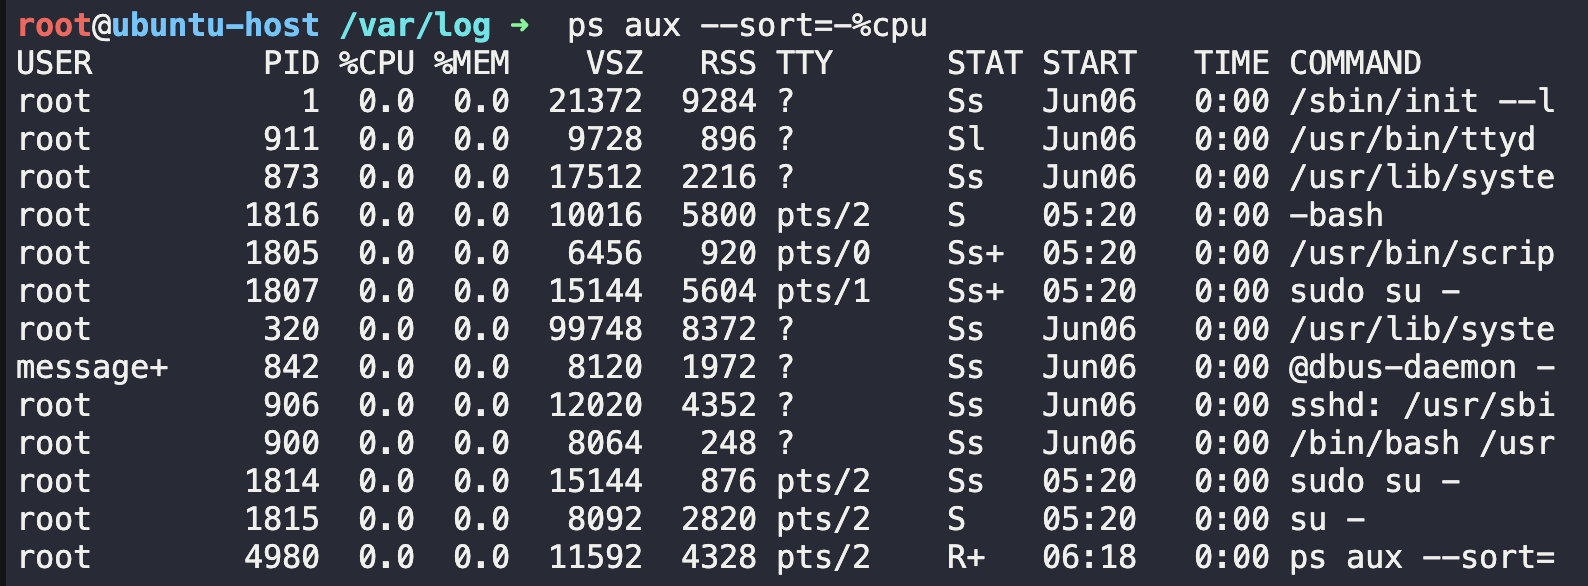 root@ubuntu-host /var/log ➜  ps aux --sort=-%cpu
USER         PID %CPU %MEM    VSZ   RSS TTY      STAT START   TIME COMMAND
root           1  0.0  0.0  21372  9284 ?        Ss   Jun06   0:00 /sbin/init --l
root         911  0.0  0.0   9728   896 ?        Sl   Jun06   0:00 /usr/bin/ttyd
root         873  0.0  0.0  17512  2216 ?        Ss   Jun06   0:00 /usr/lib/syste
root        1816  0.0  0.0  10016  5800 pts/2    S    05:20   0:00 -bash
root        1805  0.0  0.0   6456   920 pts/0    Ss+  05:20   0:00 /usr/bin/scrip
root        1807  0.0  0.0  15144  5604 pts/1    Ss+  05:20   0:00 sudo su -
root         320  0.0  0.0  99748  8372 ?        Ss   Jun06   0:00 /usr/lib/syste
message+     842  0.0  0.0   8120  1972 ?        Ss   Jun06   0:00 @dbus-daemon -
root         906  0.0  0.0  12020  4352 ?        Ss   Jun06   0:00 sshd: /usr/sbi
root         900  0.0  0.0   8064   248 ?        Ss   Jun06   0:00 /bin/bash /usr
root        1814  0.0  0.0  15144   876 pts/2    Ss   05:20   0:00 sudo su -
root        1815  0.0  0.0   8092  2820 pts/2    S    05:20   0:00 su -
root        4980  0.0  0.0  11592  4328 pts/2    R+   06:18   0:00 ps aux --sort=